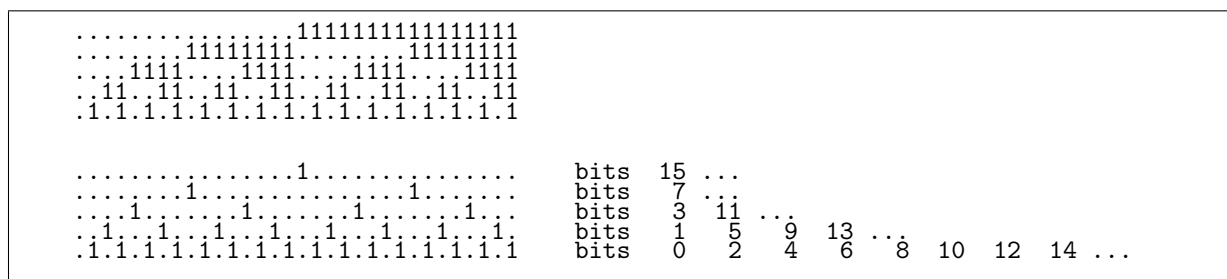 ................1111111111111111
........11111111........11111111
....1111....1111....1111....1111
..11..11..11..11..11..11..11..11
.1.1.1.1.1.1.1.1.1.1.1.1.1.1.1.1
................1............... bits 15 ...
........1...............1....... bits 7 ...
....1.......1.......1.......1... bits 3 11 ...
..1...1...1...1...1...1...1...1. bits 1 5 9 13 ...
.1.1.1.1.1.1.1.1.1.1.1.1.1.1.1.1 bits 0 2 4 6 8 10 12 14 ...